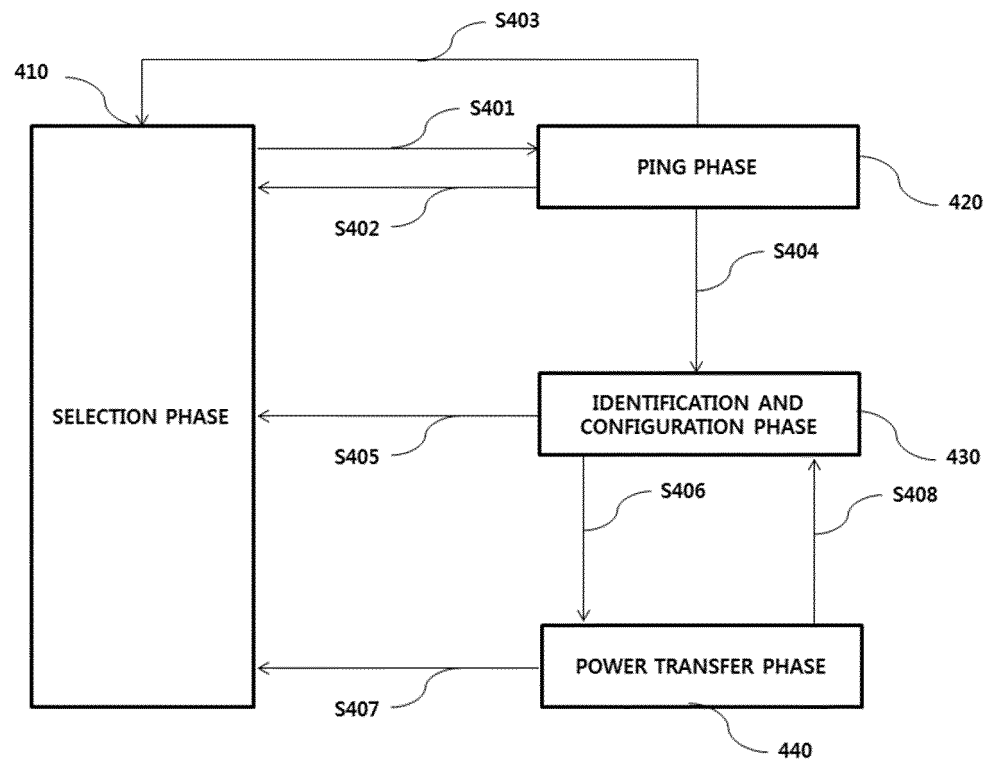 S403
410
S401
PING PHASE
420
S402
S404
SELECTION PHASE
IDENTIFICATION AND
CONFIGURATION PHASE
430
S405
S406
S408
POWER TRANSFER PHASE
S407
440